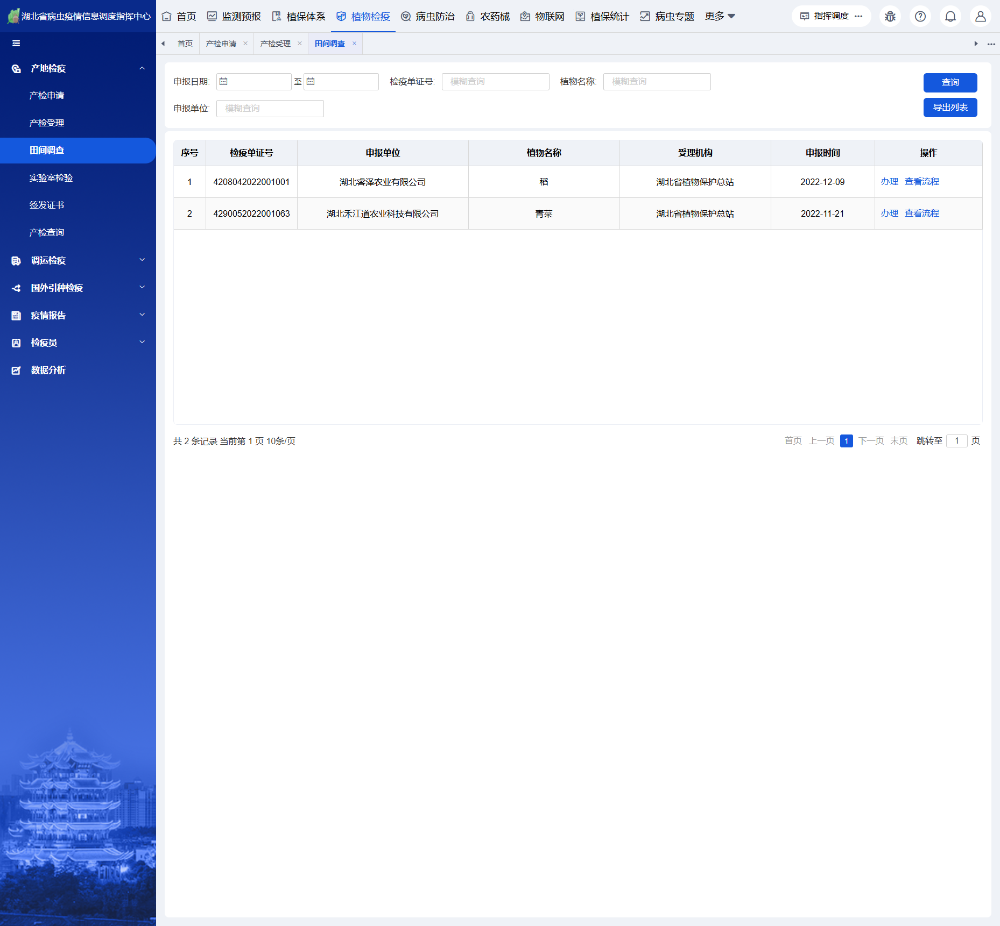 湖北省病虫疫情信息调度指挥中心
首页 监测预报 植保体系 植物检疫 病虫防治 农药械 物联网 植保统计 病虫专题 更多 指挥调度
首页 产检申请 产检受理 田间调查
产地检疫
产检申请
产检受理
田间调查
实验室检验
签发证书
产检查询
调运检疫
国外引种检疫
疫情报告
检疫员
数据分析
申报日期: 至 检疫单证号: 模糊查询 植物名称: 模糊查询 查询
申报单位: 模糊查询 导出列表
序号 检疫单证号 申报单位 植物名称 受理机构 申报时间 操作
1 4208042022001001 湖北睿泽农业有限公司 稻 湖北省植物保护总站 2022-12-09 办理 查看流程
2 4290052022001063 湖北禾江道农业科技有限公司 青菜 湖北省植物保护总站 2022-11-21 办理 查看流程
共 2 条记录 当前第 1 页 10条/页 首页 上一页 1 下一页 末页 跳转至 1 页